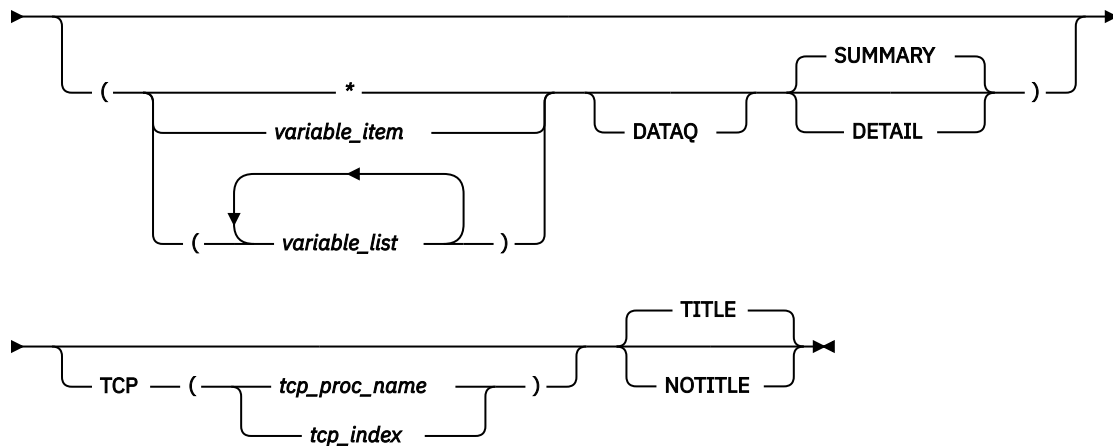 SUMMARY
( * DATAQ )
variable_item DETAIL
( variable_list )
TITLE
TCP ( tcp_proc_name ) NOTITLE
tcp_index